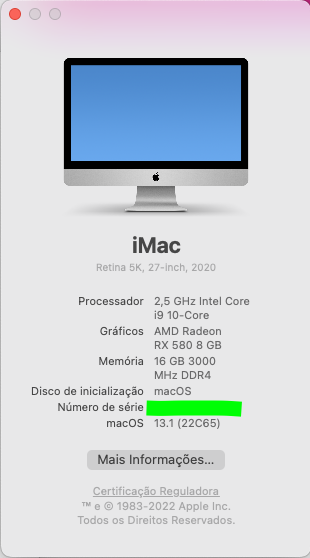 iMac
Retina 5K, 27-inch, 2020
Processador 2,5 GHz Intel Core
i9 10-Core
Gráficos AMD Radeon
RX 580 8 GB
Memória 16 GB 3000
MHz DDR4
Disco de inicialização macOS
Número de série
macOS 13.1 (22C65)
Mais Informações...
Certificação Reguladora
™ e © 1983-2022 Apple Inc.
Todos os Direitos Reservados.